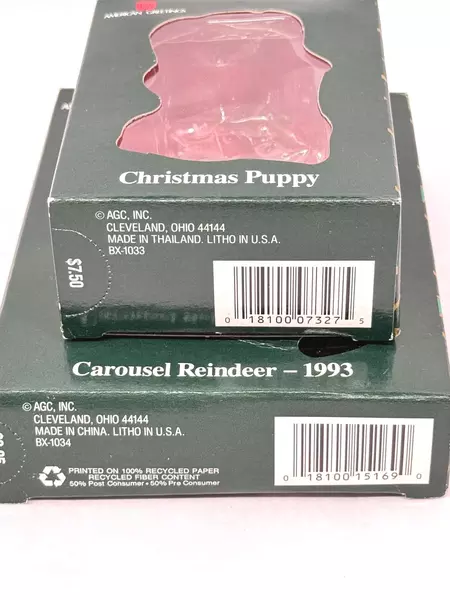 AMERICAN GREETINGS
Christmas Puppy
© AGC, INC.
CLEVELAND, OHIO 44144
MADE IN THAILAND. LITHO IN U.S.A.
BX-1033
$7.50
0 18100 07327 5
Carousel Reindeer – 1993
© AGC, INC.
CLEVELAND, OHIO 44144
MADE IN CHINA. LITHO IN U.S.A.
BX-1034
PRINTED ON 100% RECYCLED PAPER
RECYCLED FIBER CONTENT
50% Post Consumer • 50% Pre Consumer
0 18100 15169 0